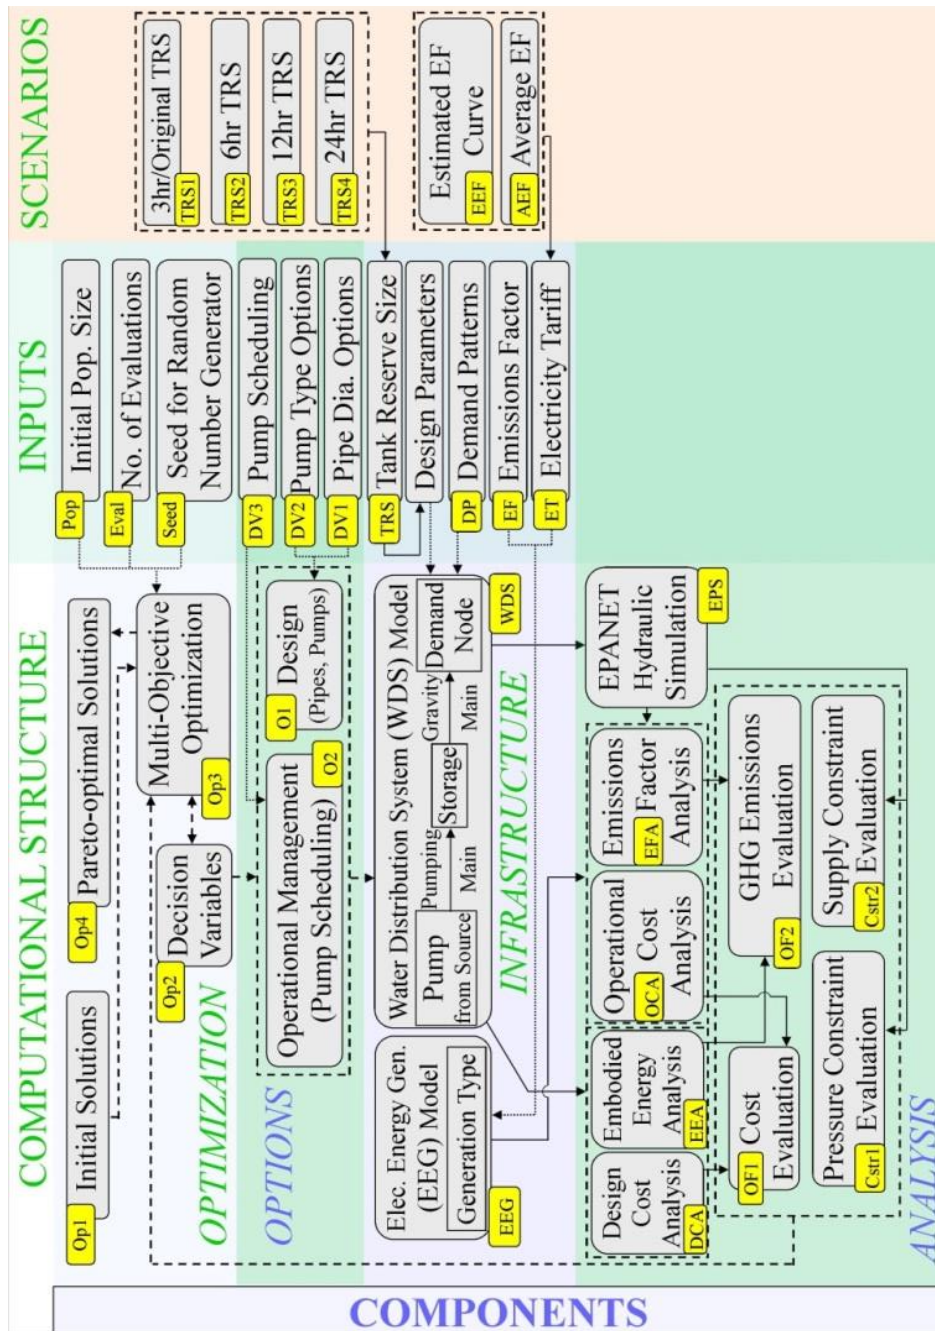 COMPUTATIONAL STRUCTURE
INPUTS
SCENARIOS
COMPONENTS
Op1
Initial Solutions
Op4
Pareto-optimal Solutions
Op2
Decision
Variables
Multi-Objective
Optimization
Op3
OPTIMIZATION
Pop
Initial Pop. Size
Eval
No. of Evaluations
Seed
Seed for Random
Number Generator
OPTIONS
Operational Management
(Pump Scheduling)
O2
O1
Design
(Pipes, Pumps)
DV3
Pump Scheduling
DV2
Pump Type Options
DV1
Pipe Dia. Options
3hr/Original TRS
TRS1
6hr TRS
TRS2
12hr TRS
TRS3
24hr TRS
TRS4
Elec. Energy Gen.
(EEG) Model
Generation Type
EEG
Water Distribution System (WDS) Model
Pump
from Source
Pumping
Main
Storage
Gravity
Main
Demand
Node
WDS
INFRASTRUCTURE
TRS
Tank Reserve Size
Design Parameters
DP
Demand Patterns
EF
Emissions Factor
ET
Electricity Tariff
Estimated EF
Curve
EEF
Average EF
AEF
Design
Cost
Analysis
DCA
Embodied
Energy
Analysis
EEA
Operational
Cost
Analysis
OCA
Emissions
Factor
Analysis
EFA
EPANET
Hydraulic
Simulation
EPS
OF1
Cost
Evaluation
GHG Emissions
Evaluation
OF2
Pressure Constraint
Evaluation
Cstr1
Supply Constraint
Evaluation
Cstr2
ANALYSIS